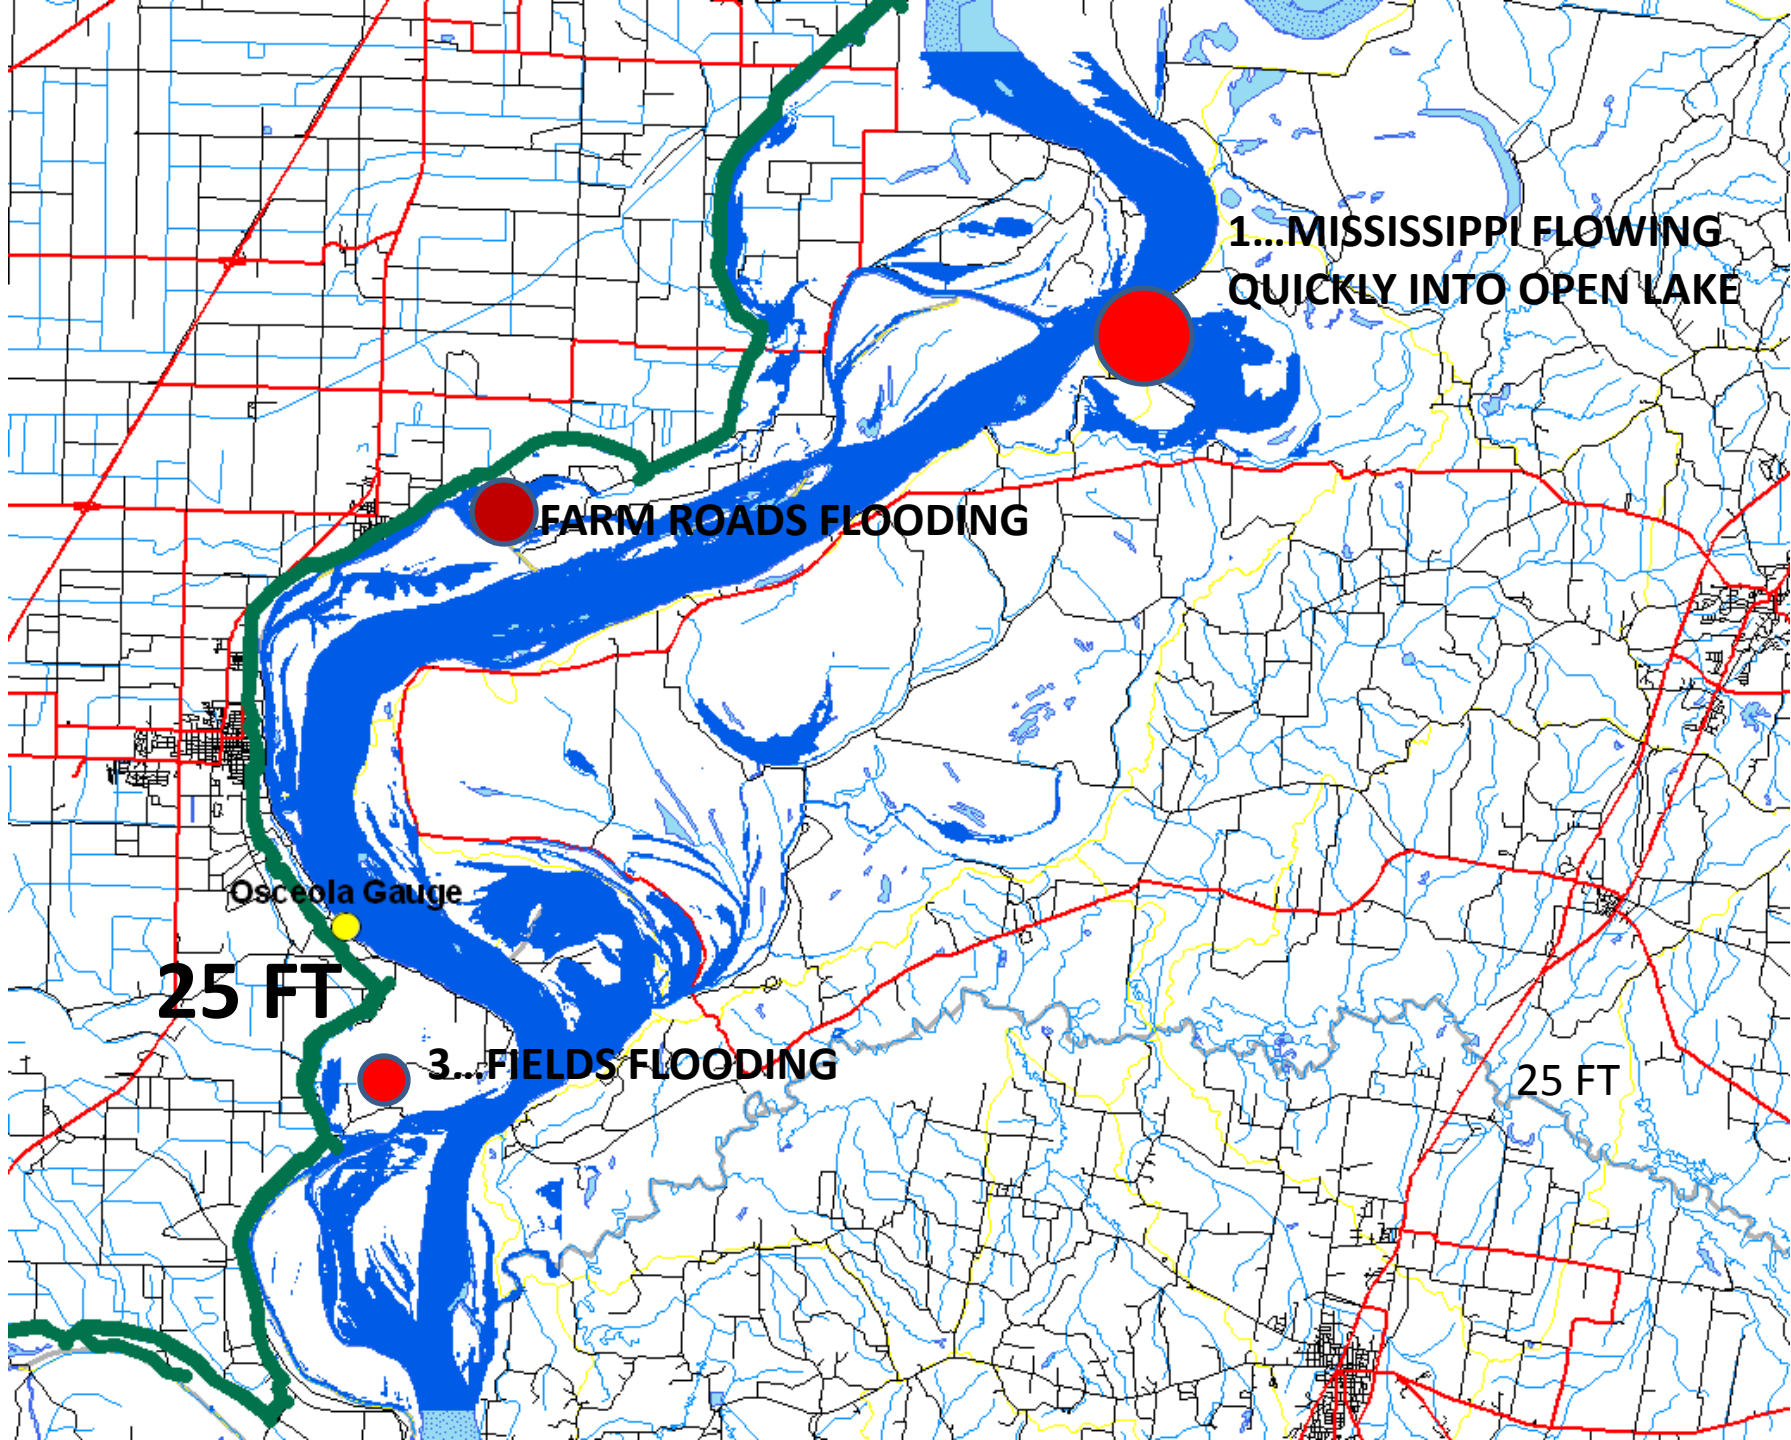 1...MISSISSIPPI FLOWING
QUICKLY INTO OPEN LAKE
FARM ROADS FLOODING
Osceola Gauge
25 FT
3...FIELDS FLOODING
25 FT